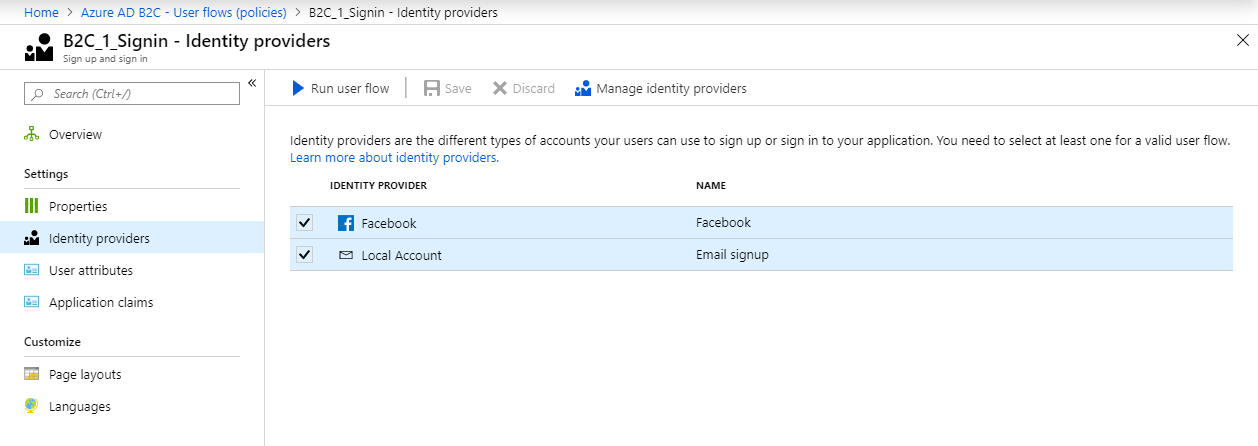 Home > Azure AD B2C - User flows (policies) > B2C_1_Signin - Identity providers
B2C_1_Signin - Identity providers
Sign up and sign in
Search (Ctrl+/)
Overview
Settings
Properties
Identity providers
User attributes
Application claims
Customize
Page layouts
Languages
Run user flow
Save
Discard
Manage identity providers
Identity providers are the different types of accounts your users can use to sign up or sign in to your application. You need to select at least one for a valid user flow.
Learn more about identity providers.
IDENTITY PROVIDER NAME
Facebook Facebook
Local Account Email signup